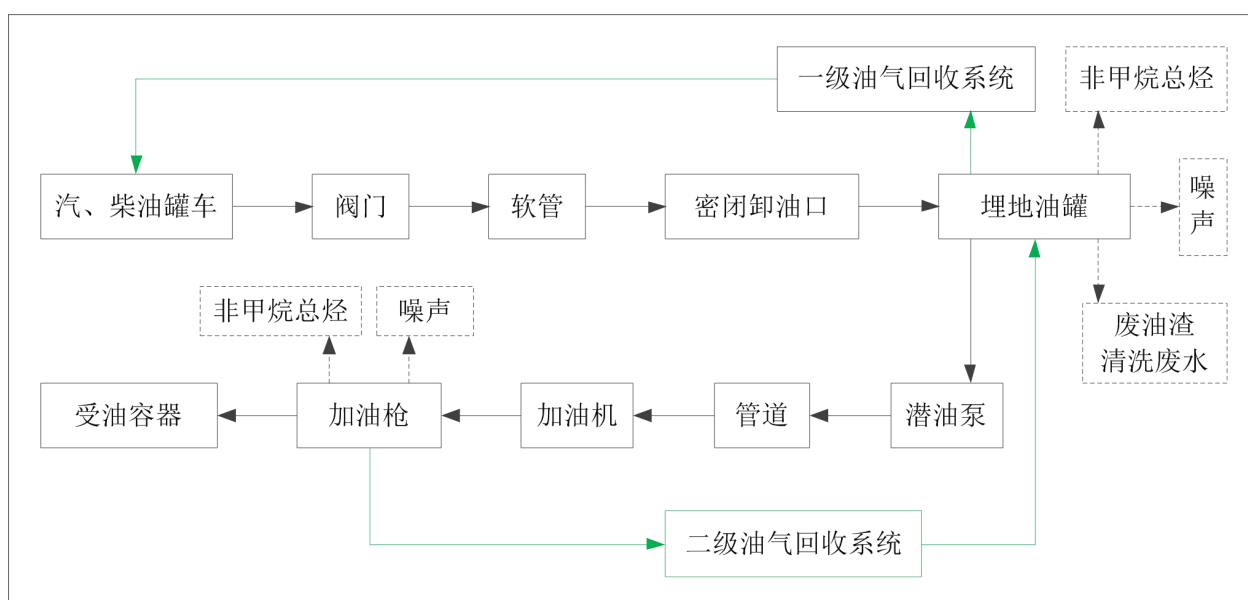 一级油气回收系统
非甲烷总烃
汽、柴油罐车
阀门
软管
密闭卸油口
埋地油罐
噪
声
非甲烷总烃
噪声
废油渣
清洗废水
受油容器
加油枪
加油机
管道
潜油泵
二级油气回收系统